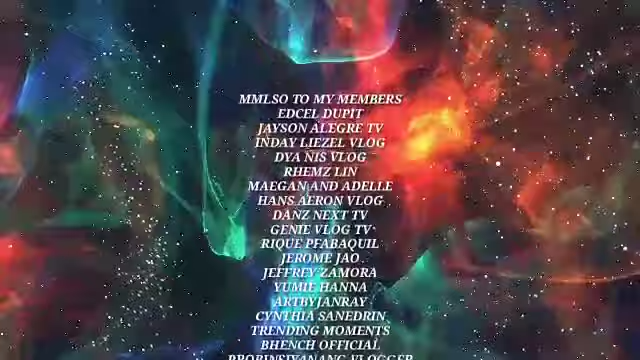 MMLSO TO MY MEMBERS
EDCEL DUPIT
JAYSON ALEGRE TV
INDAY LIEZEL VLOG
DYA NIS VLOG
RHEMZ LIN
MAEGAN AND ADELLE
HANS AERON VLOG
DANZ NEXT TV
GENIE VLOG TV
RIQUE PFABAQUIL
JEROME JAO
JEFFREY ZAMORA
YUMIE HANNA
ARTBYJANRAY
CYNTHIA SANEDRIN
TRENDING MOMENTS
BHENCH OFFICIAL
PROBINSIYANANG VLOGGER